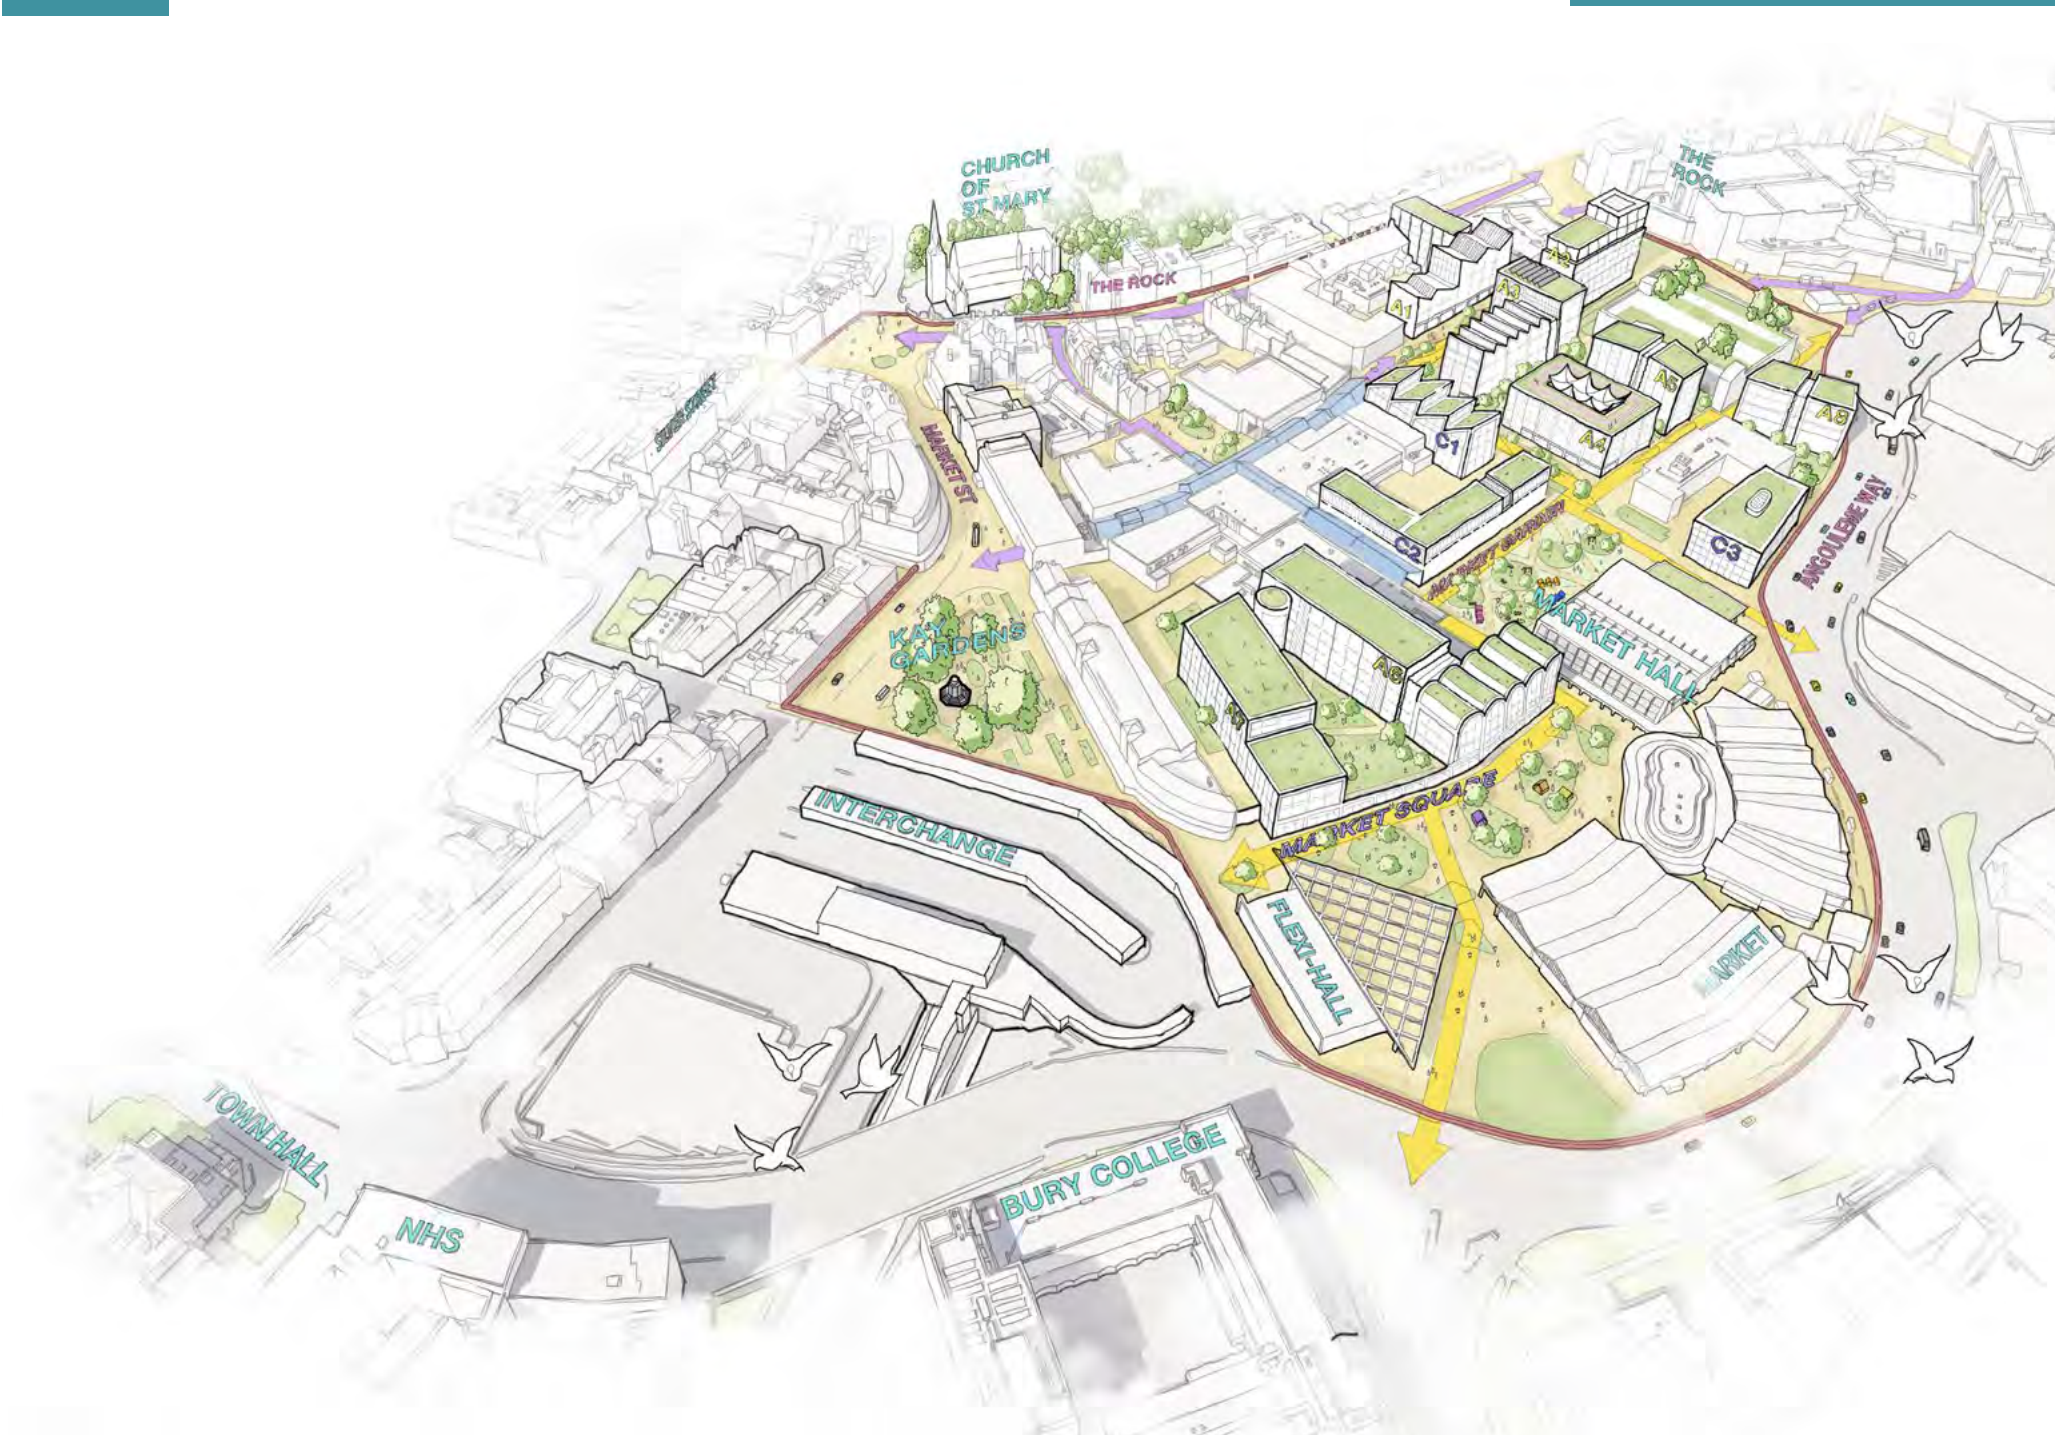 CHURCH
OF
ST MARY
THE
ROCK
THE ROCK
A1
A3
A5
A8
C1
A4
MARKET ST
C2
C3
ANGOULEME WAY
MARKET HALL
KAY
GARDENS
A6
MARKET SQUARE
INTERCHANGE
FLEXI-HALL
MARKET
TOWN HALL
NHS
BURY COLLEGE